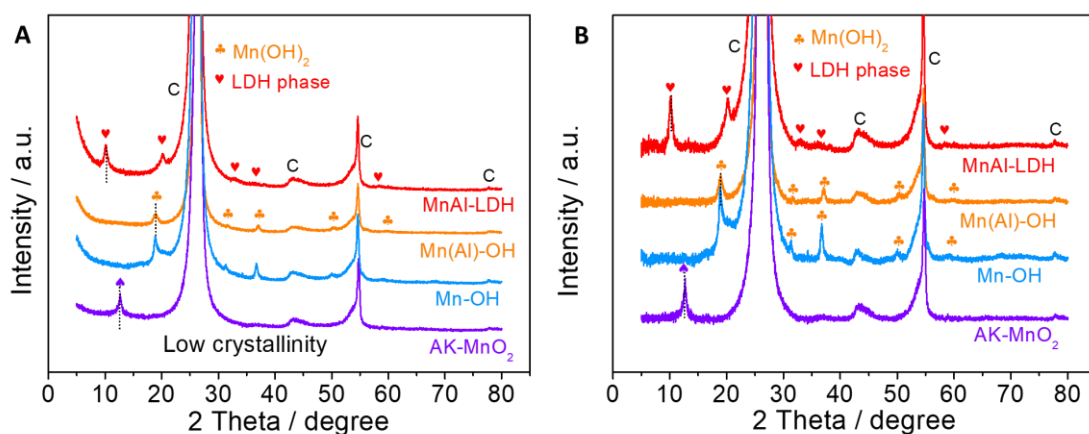 A
♣ Mn(OH)₂
♥ LDH phase
C
C
C
C
MnAl-LDH
Mn(Al)-OH
Mn-OH
AK-MnO₂
Low crystallinity
Intensity / a.u.
0 10 20 30 40 50 60 70 80
2 Theta / degree
B
♣ Mn(OH)₂
♥ LDH phase
C
C
C
C
MnAl-LDH
Mn(Al)-OH
Mn-OH
AK-MnO₂
Intensity / a.u.
0 10 20 30 40 50 60 70 80
2 Theta / degree